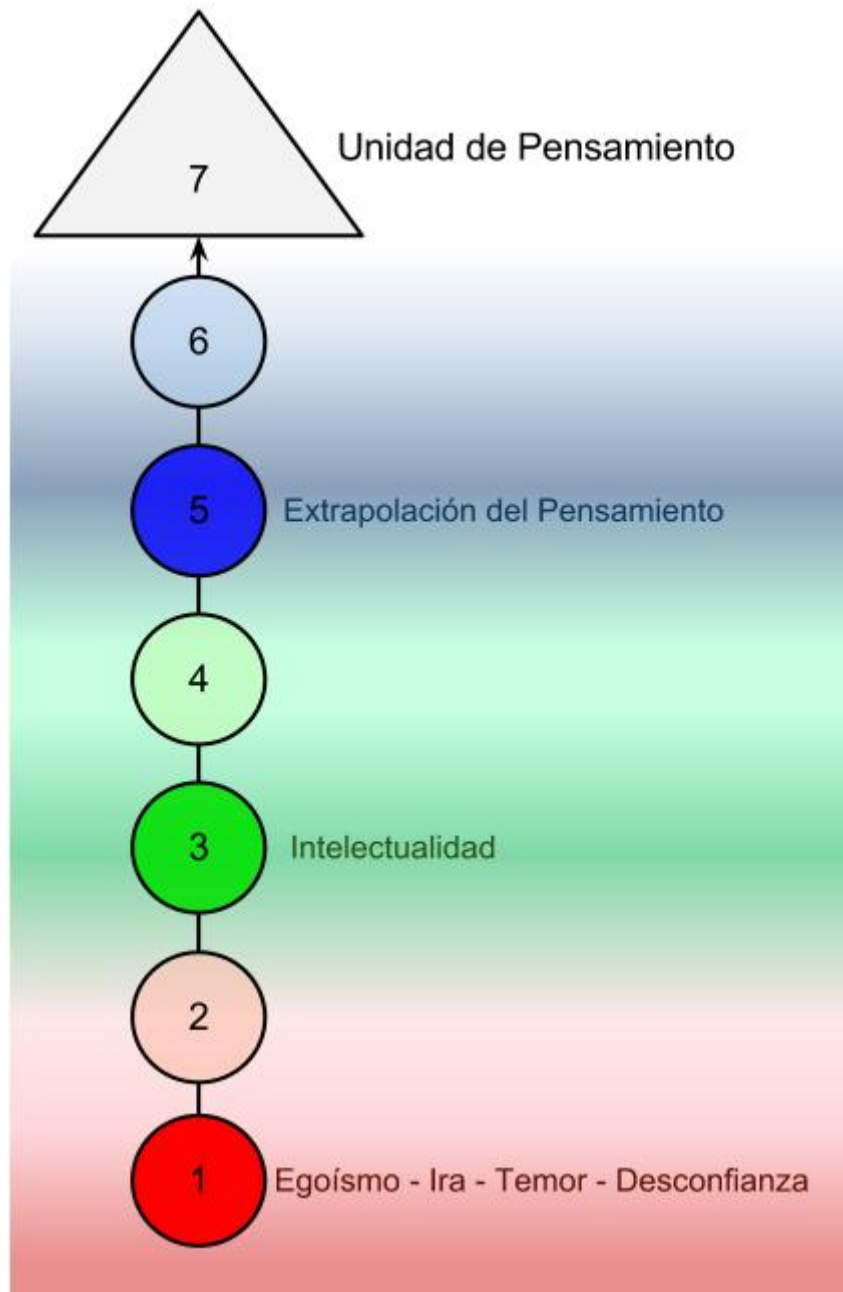 7
Unidad de Pensamiento
6
5 Extrapolación del Pensamiento
4
3 Intelectualidad
2
1 Egoísmo - Ira - Temor - Desconfianza